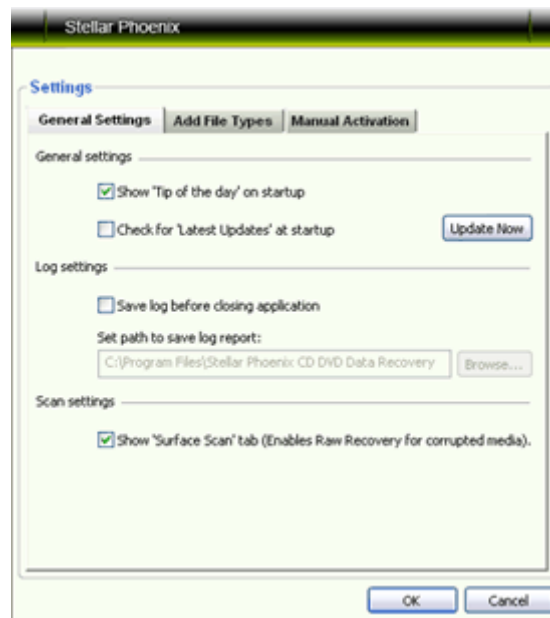 Stellar Phoenix
Settings
General Settings Add File Types Manual Activation
General settings
Show 'Tip of the day' on startup
Check for 'Latest Updates' at startup Update Now
Log settings
Save log before closing application
Set path to save log report:
C:\Program Files\Stellar Phoenix CD DVD Data Recovery Browse...
Scan settings
Show 'Surface Scan' tab (Enables Raw Recovery for corrupted media).
OK Cancel